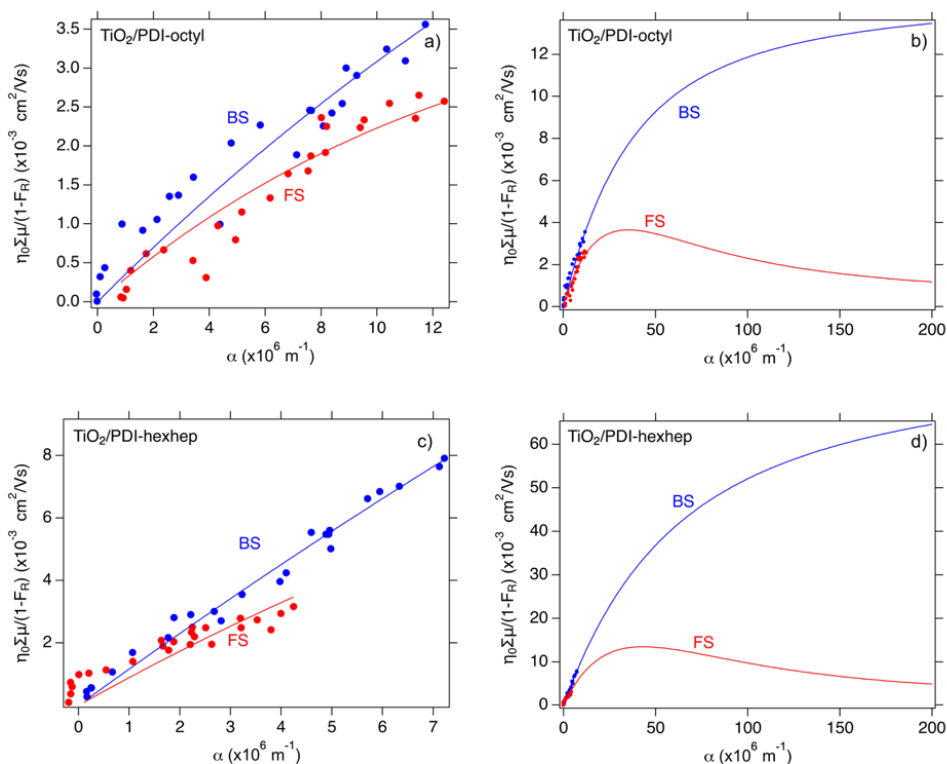 TiO₂/PDI-octyl
a)
BS
FS
η₀Σμ/(1-F_R) (x10⁻³ cm²/Vs)
3.5
3.0
2.5
2.0
1.5
1.0
0.5
0.0
0 2 4 6 8 10 12
α (x10⁶ m⁻¹)
TiO₂/PDI-octyl
b)
BS
FS
η₀Σμ/(1-F_R) (x10⁻³ cm²/Vs)
12
10
8
6
4
2
0
0 50 100 150 200
α (x10⁶ m⁻¹)
TiO₂/PDI-hexhep
c)
BS
FS
η₀Σμ/(1-F_R) (x10⁻³ cm²/Vs)
8
6
4
2
0 1 2 3 4 5 6 7
α (x10⁶ m⁻¹)
TiO₂/PDI-hexhep
d)
BS
FS
η₀Σμ/(1-F_R) (x10⁻³ cm²/Vs)
60
50
40
30
20
10
0
0 50 100 150 200
α (x10⁶ m⁻¹)